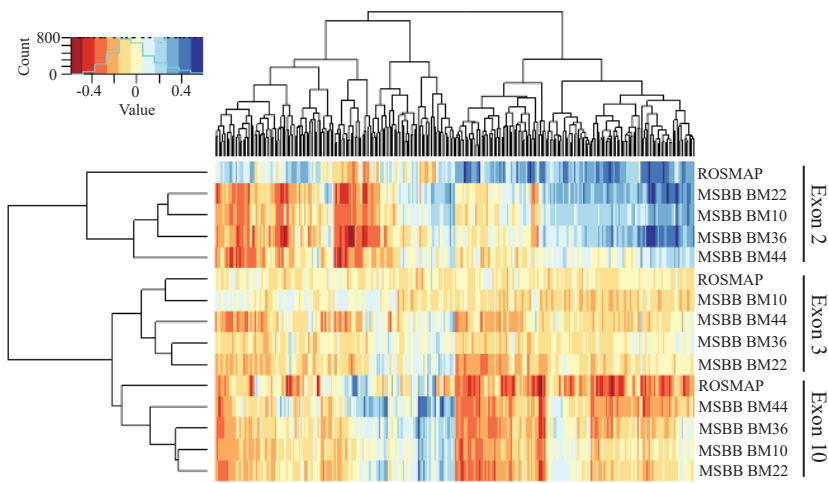 Count
800
0
-0.4
0
0.4
Value
ROSMAP
MSBB BM22
MSBB BM10
MSBB BM36
MSBB BM44
Exon 2
ROSMAP
MSBB BM10
MSBB BM44
MSBB BM36
MSBB BM22
Exon 3
ROSMAP
MSBB BM44
MSBB BM36
MSBB BM10
MSBB BM22
Exon 10